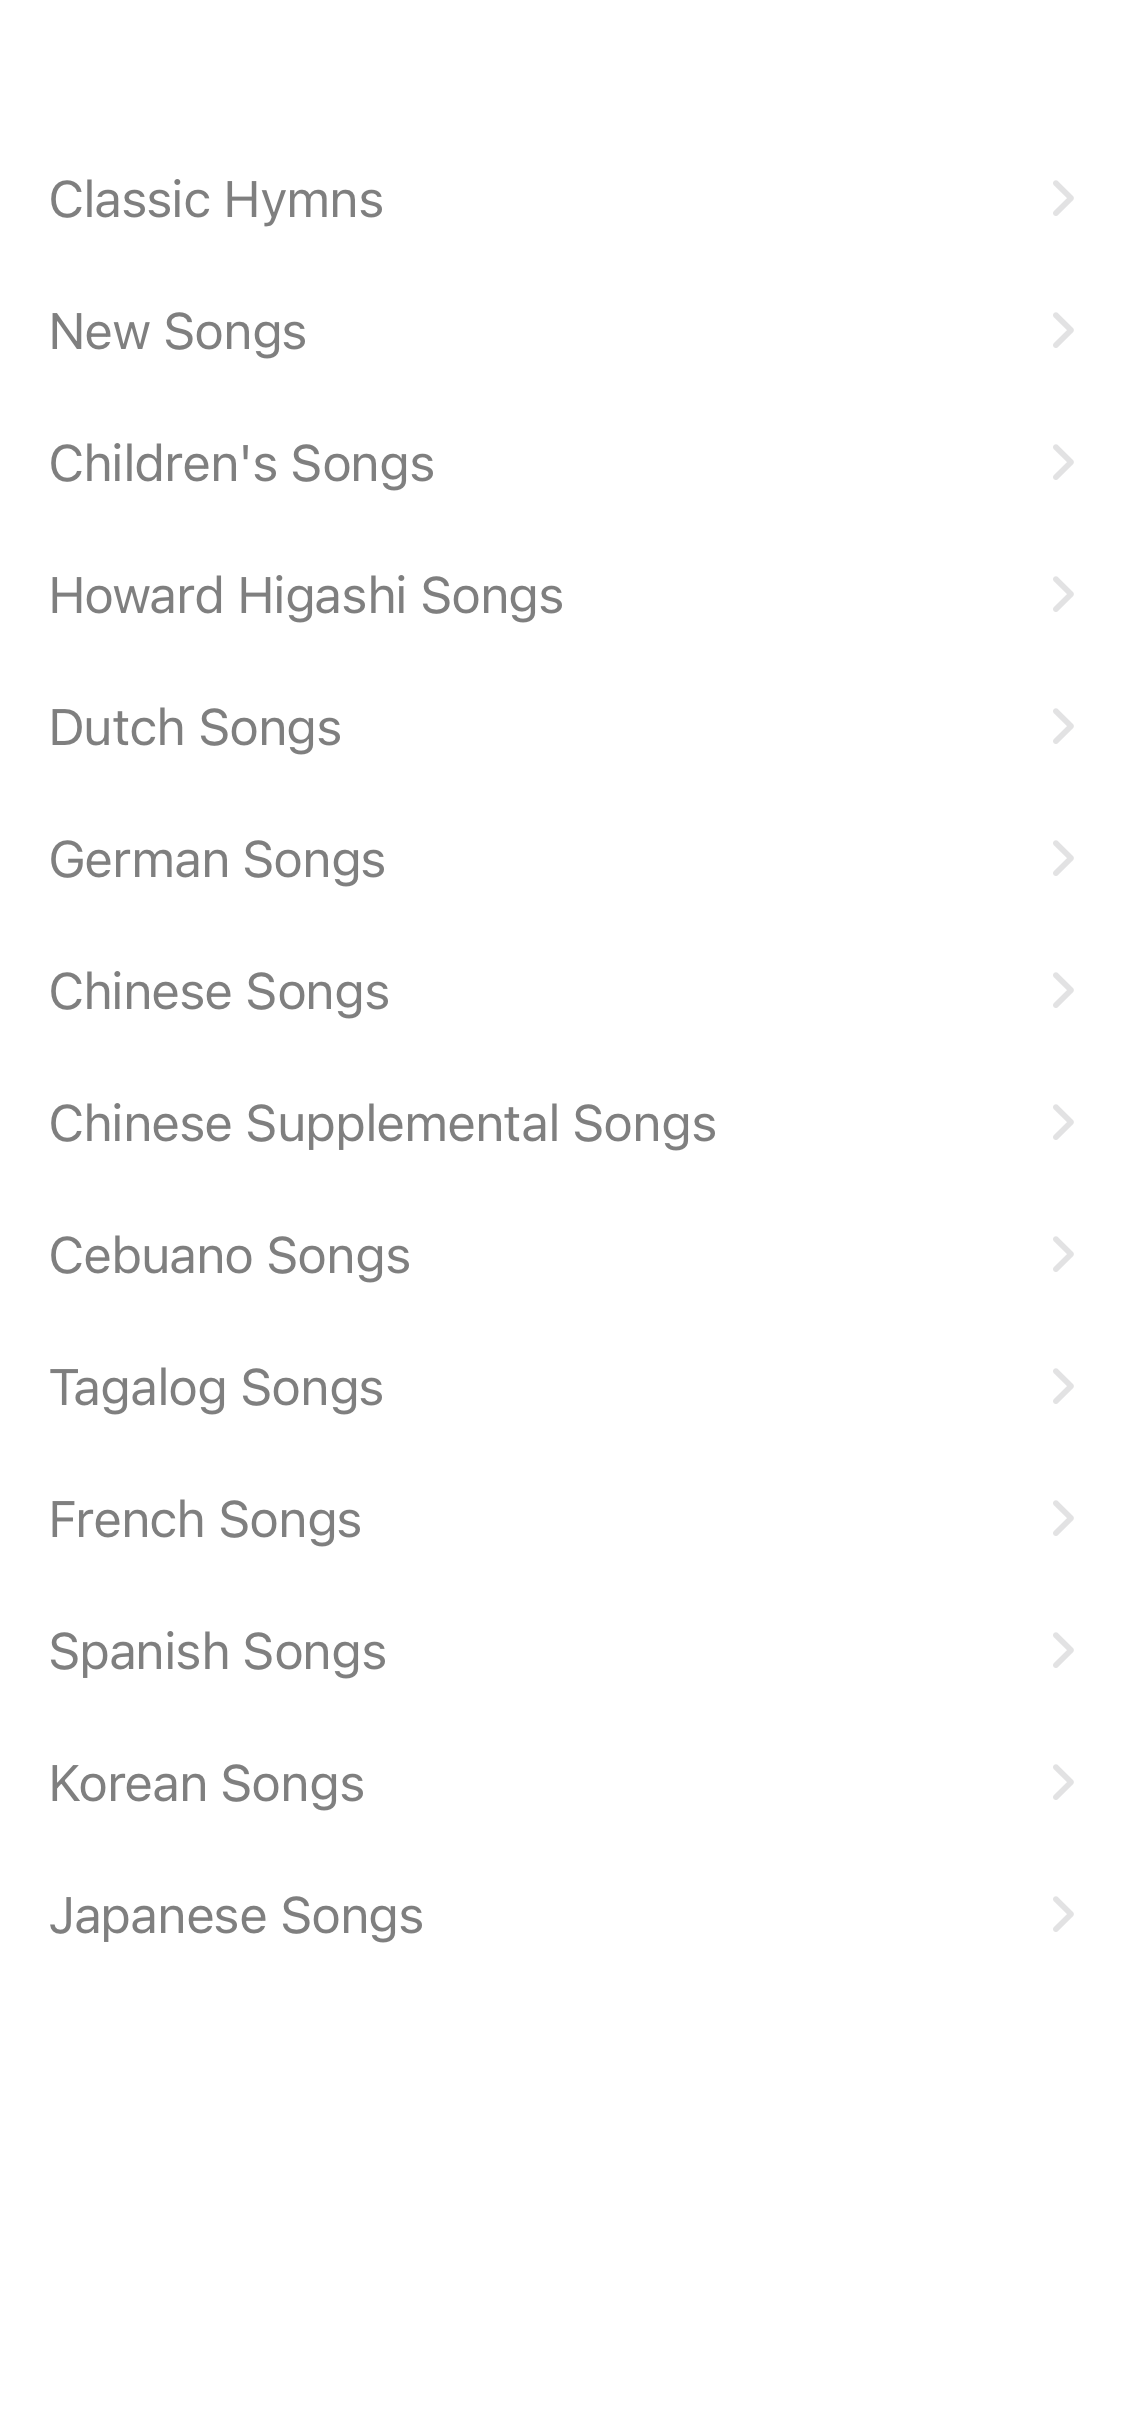 Classic Hymns
New Songs
Children's Songs
Howard Higashi Songs
Dutch Songs
German Songs
Chinese Songs
Chinese Supplemental Songs
Cebuano Songs
Tagalog Songs
French Songs
Spanish Songs
Korean Songs
Japanese Songs